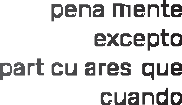 pena mente
excepto
part cu ares que
cuando